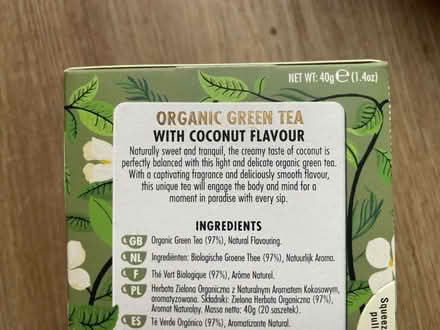 NET WT: 40g℮(1.4oz)
ORGANIC GREEN TEA
WITH COCONUT FLAVOUR
Naturally sweet and tranquil, the creamy taste of coconut is
perfectly balanced with this light and delicate organic green tea.
With a captivating fragrance and deliciously smooth flavour,
this unique tea will engage the body and mind for a
moment in paradise with every sip.
INGREDIENTS
GB Organic Green Tea (97%), Natural Flavouring.
NL Ingrediënten: Biologische Groene Thee (97%), Natuurlijk Aroma.
F Thé Vert Biologique (97%), Arôme Naturel.
PL Herbata Zielona Organiczna z Naturalnym Aromatem Kokosowym,
aromatyzowana. Składniki: Zielona Herbata Organiczna (97%),
Aromat Naturalny. Masa netto: 40g (20 saszetek).
ES Té Verde Orgánico (97%), Aromatizante Natural.
Squeez
pul